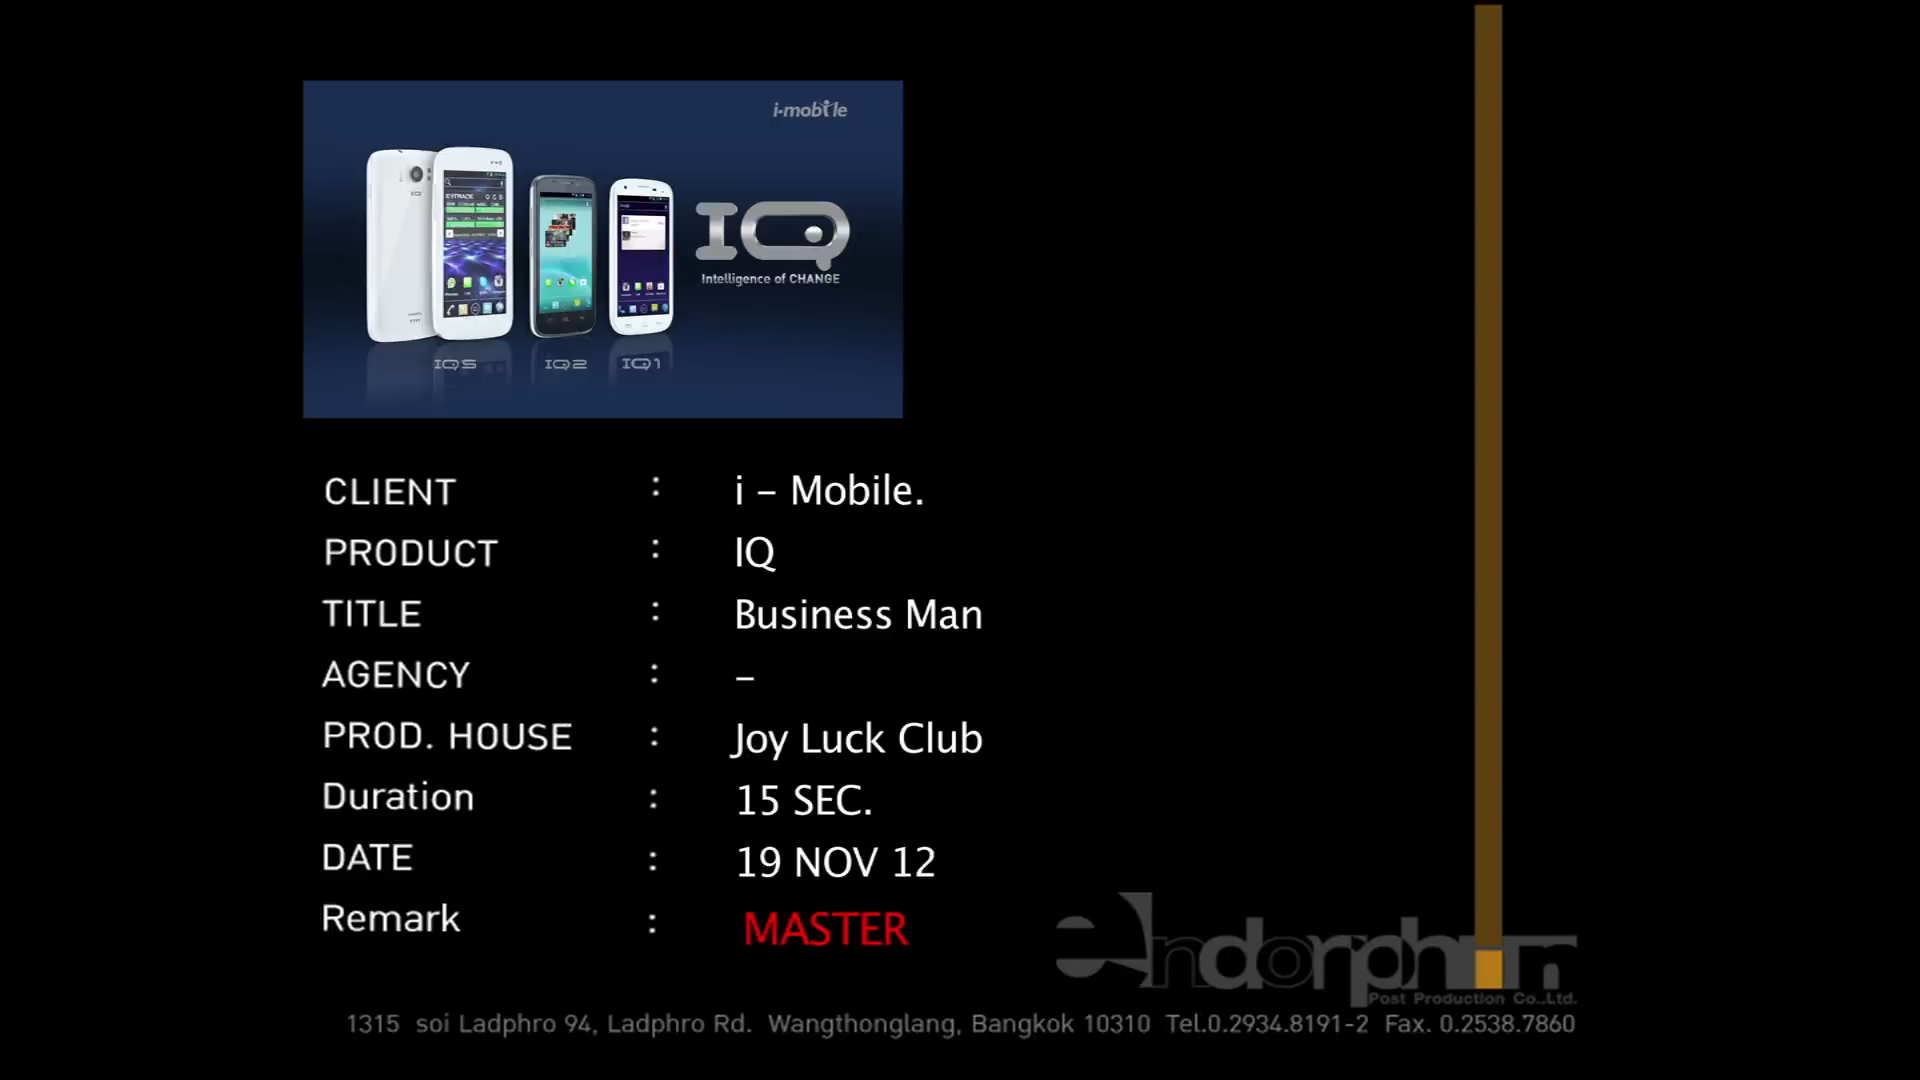 i-mobile
IQ
Intelligence of CHANGE
IQ5 IQ2 IQ1
CLIENT : i – Mobile.
PRODUCT : IQ
TITLE : Business Man
AGENCY : –
PROD. HOUSE : Joy Luck Club
Duration : 15 SEC.
DATE : 19 NOV 12
Remark : MASTER
endorphin
Post Production Co.,Ltd.
1315 soi Ladphro 94, Ladphro Rd. Wangthonglang, Bangkok 10310 Tel.0.2934.8191-2 Fax. 0.2538.7860